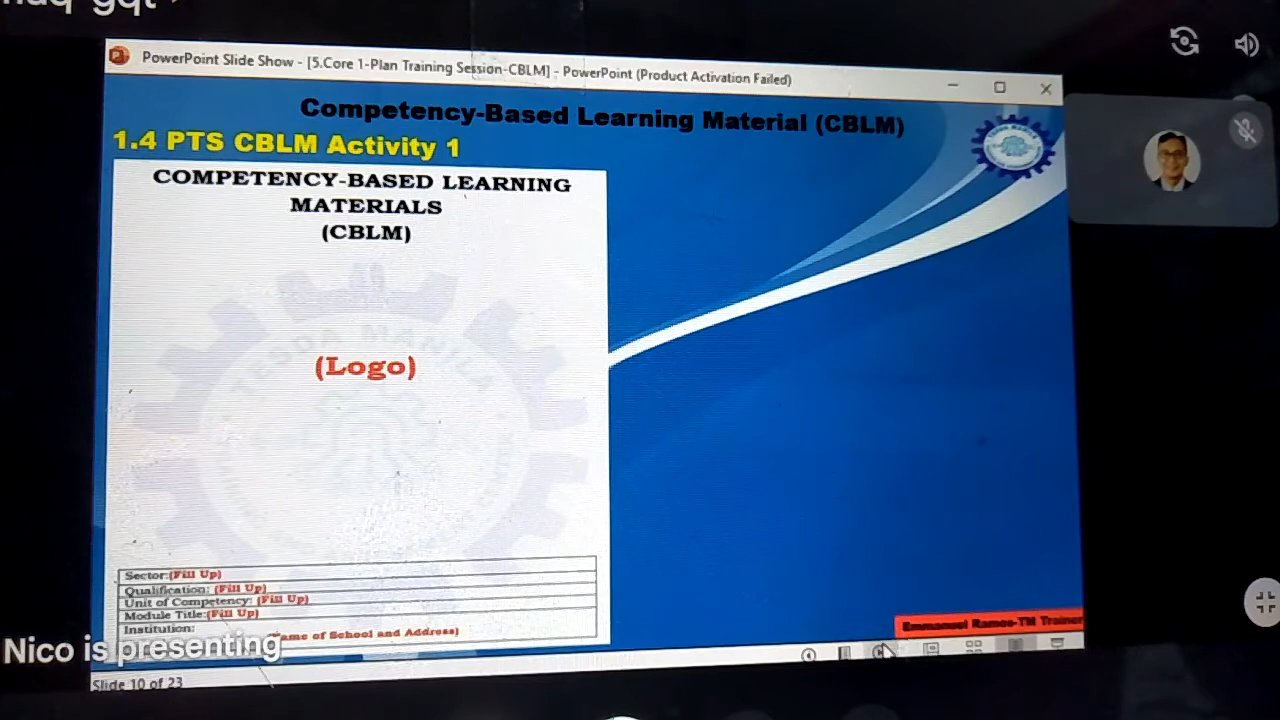 PowerPoint Slide Show - [5.Core 1-Plan Training Session-CBLM] - PowerPoint (Product Activation Failed)
Competency-Based Learning Material (CBLM)
1.4 PTS CBLM Activity 1
COMPETENCY-BASED LEARNING
MATERIALS
(CBLM)
TESDA MANILA
(Logo)
Sector:(Fill Up)
Qualification: (Fill Up)
Unit of Competency: (Fill Up)
Module Title:(Fill Up)
Institution:
of School and Address)
Nico is presenting
Emmanuel Ramos-TM Trainer
Slide 10 of 23